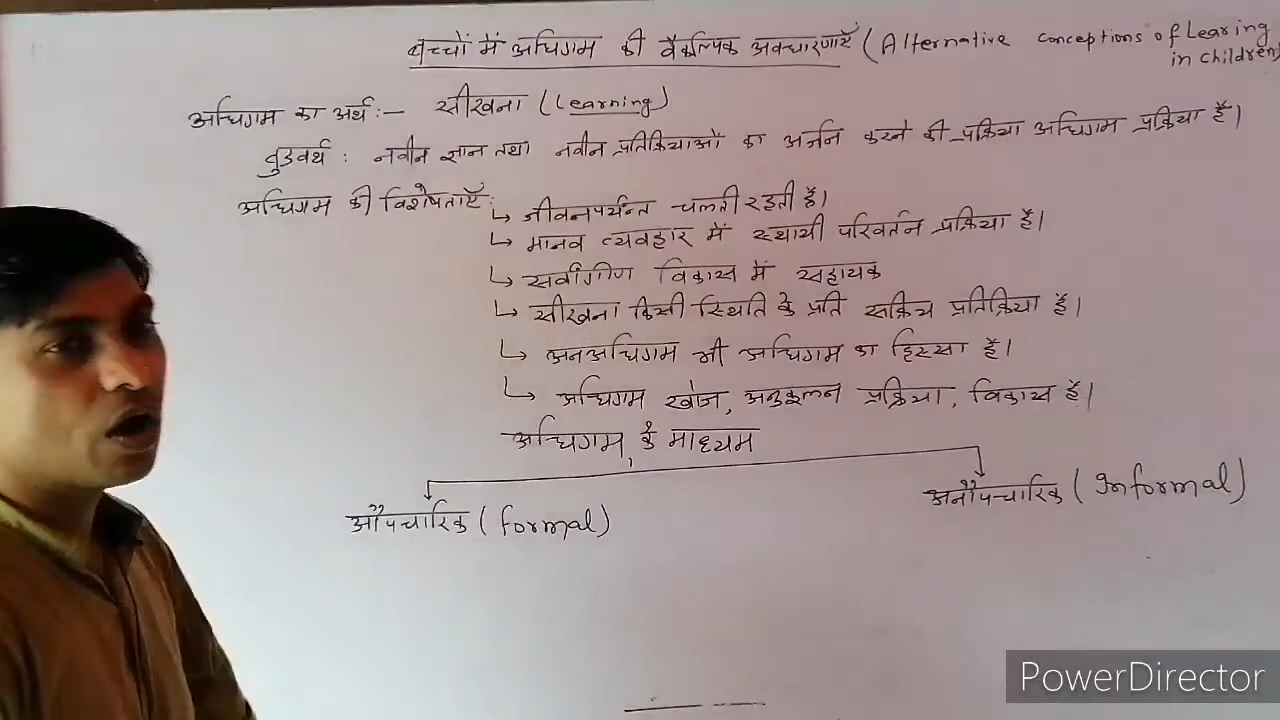 बच्चों में अधिगम की वैकल्पिक अवधारणाएँ (Alternative conceptions of Learing
in children)
अधिगम का अर्थ :- सीखना (Learning)
वुडवर्थ : नवीन ज्ञान तथा नवीन प्रतिक्रियाओं का अर्जन करने की प्रक्रिया अधिगम प्रक्रिया है।
अधिगम की विशेषताएँ :
↳ जीवनपर्यन्त चलती रहती है।
↳ मानव व्यवहार में स्थायी परिवर्तन प्रक्रिया है।
↳ सर्वांगीण विकास में सहायक
↳ सीखना किसी स्थिति के प्रति सक्रिय प्रतिक्रिया है।
↳ अनअधिगम भी अधिगम का हिस्सा है।
↳ अधिगम खोज, अनुकूलन प्रक्रिया, विकास है।
अधिगम के माध्यम
औपचारिक (formal)
अनौपचारिक (Informal)
PowerDirector